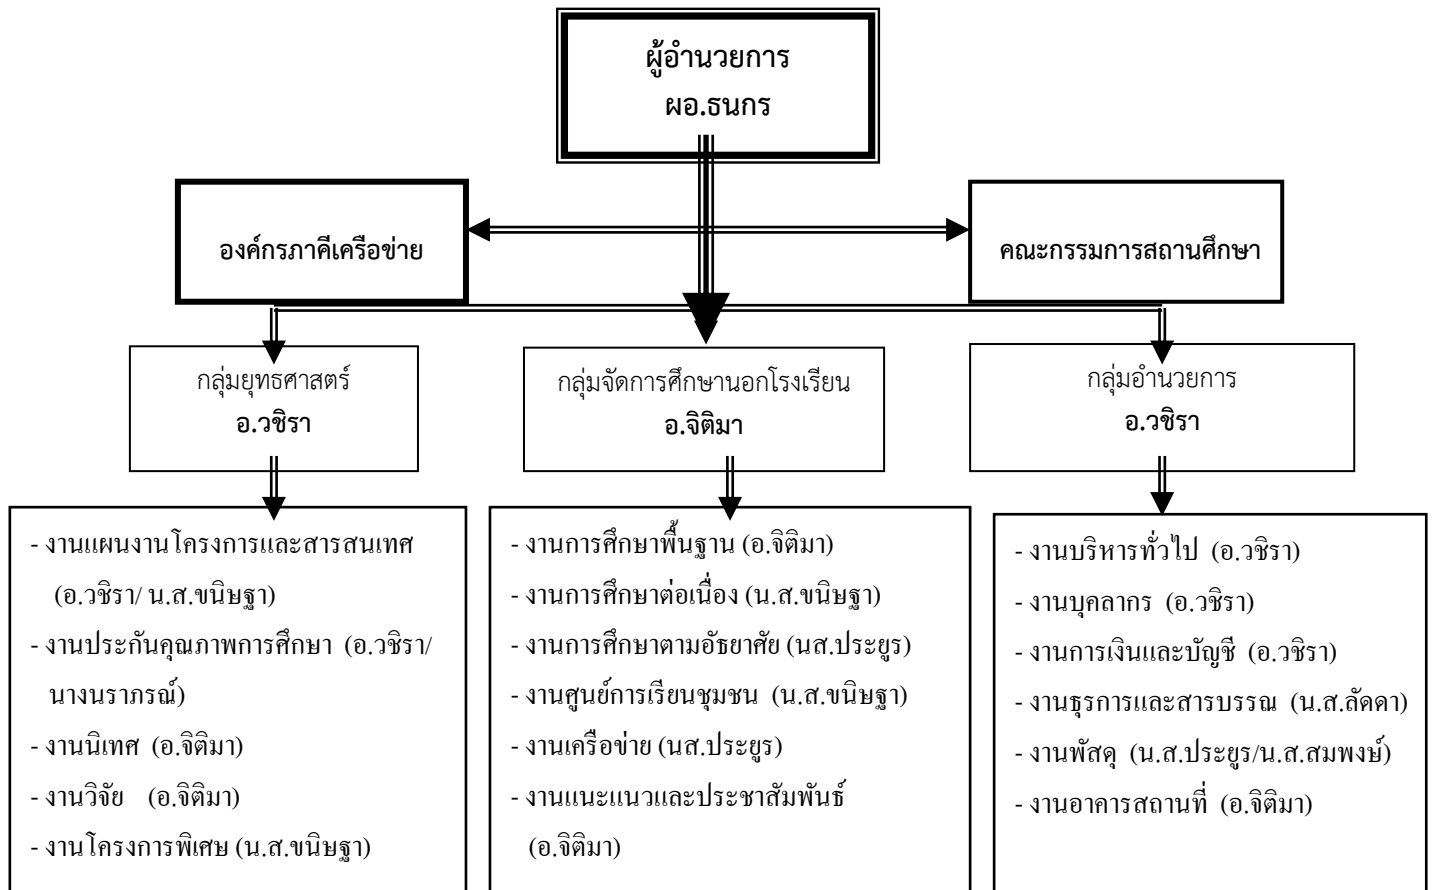 ผู้อำนวยการ
ผอ.ธนกร
องค์กรภาคีเครือข่าย
คณะกรรมการสถานศึกษา
กลุ่มยุทธศาสตร์
อ.วชิรา
กลุ่มจัดการศึกษานอกโรงเรียน
อ.จิติมา
กลุ่มอำนวยการ
อ.วชิรา
- งานแผนงานโครงการและสารสนเทศ
(อ.วชิรา/ น.ส.ขนิษฐา)
- งานประกันคุณภาพการศึกษา (อ.วชิรา/
นางนราภรณ์)
- งานนิเทศ (อ.จิติมา)
- งานวิจัย (อ.จิติมา)
- งานโครงการพิเศษ (น.ส.ขนิษฐา)
- งานการศึกษาพื้นฐาน (อ.จิติมา)
- งานการศึกษาต่อเนื่อง (น.ส.ขนิษฐา)
- งานการศึกษาตามอัธยาศัย (นส.ประยูร)
- งานศูนย์การเรียนชุมชน (น.ส.ขนิษฐา)
- งานเครือข่าย (นส.ประยูร)
- งานแนะแนวและประชาสัมพันธ์
(อ.จิติมา)
- งานบริหารทั่วไป (อ.วชิรา)
- งานบุคลากร (อ.วชิรา)
- งานการเงินและบัญชี (อ.วชิรา)
- งานธุรการและสารบรรณ (น.ส.ลัดดา)
- งานพัสดุ (น.ส.ประยูร/น.ส.สมพงษ์)
- งานอาคารสถานที่ (อ.จิติมา)